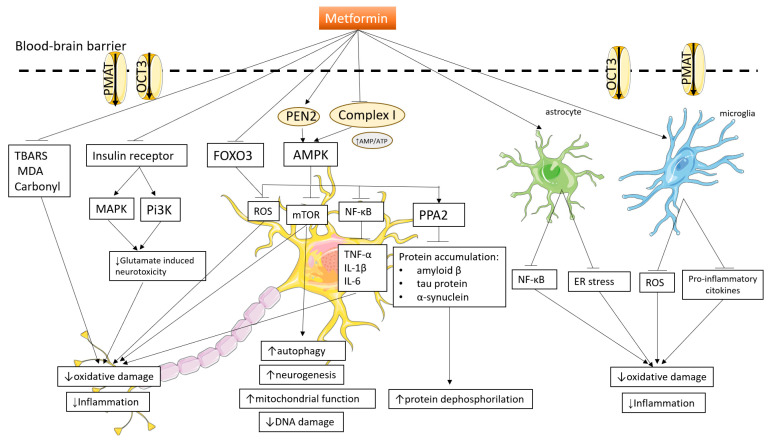 Metformin
Blood-brain barrier
PMAT
OCT3
OCT3
PMAT
PEN2
Complex I
↑AMP/ATP
astrocyte
microglia
TBARS
MDA
Carbonyl
Insulin receptor
FOXO3
AMPK
MAPK
Pi3K
ROS
mTOR
NF-κB
PPA2
↓Glutamate induced
neurotoxicity
TNF-α
IL-1β
IL-6
Protein accumulation:
• amyloid β
• tau protein
• α-synuclein
NF-κB
ER stress
ROS
Pro-inflammatory
citokines
↓oxidative damage
↓Inflammation
↑autophagy
↑neurogenesis
↑mitochondrial function
↓DNA damage
↑protein dephosphorilation
↓oxidative damage
↓Inflammation